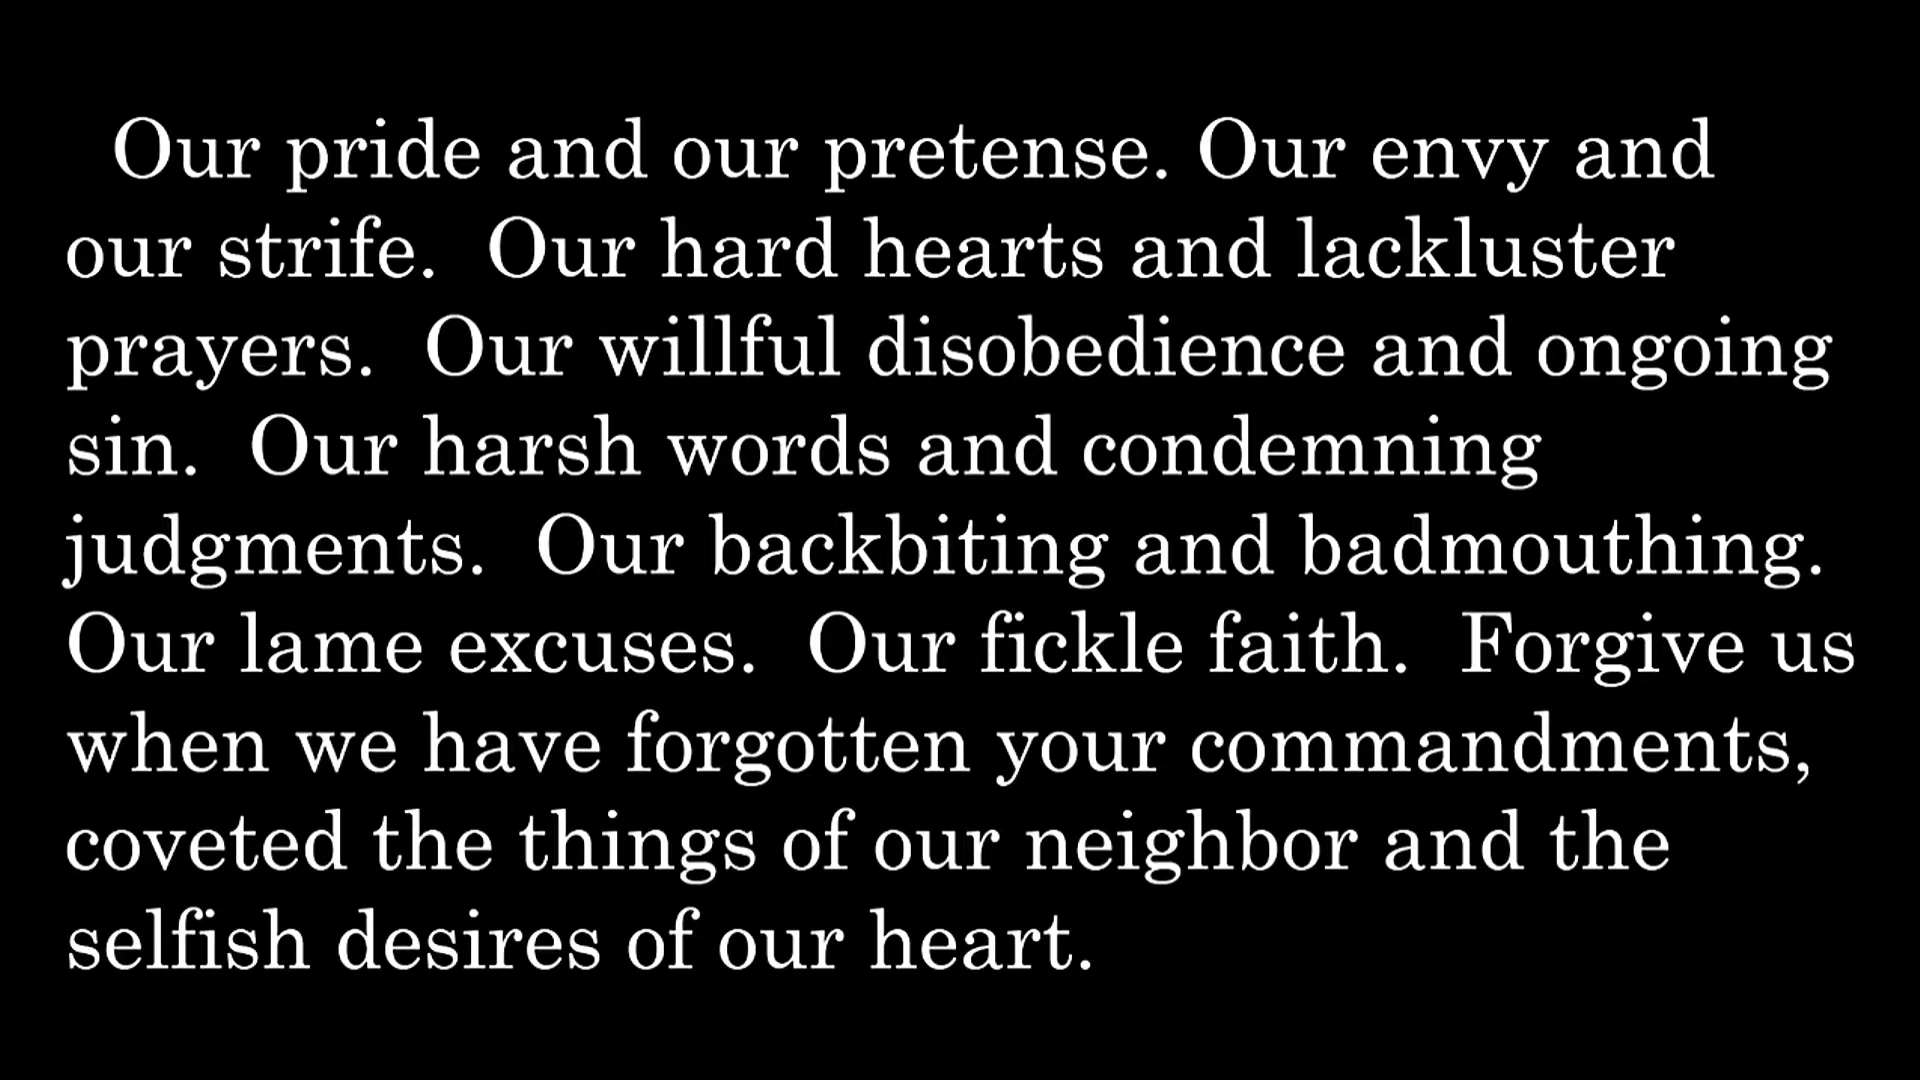 Our pride and our pretense. Our envy and
our strife.  Our hard hearts and lackluster
prayers.  Our willful disobedience and ongoing
sin.  Our harsh words and condemning
judgments.  Our backbiting and badmouthing.
Our lame excuses.  Our fickle faith.  Forgive us
when we have forgotten your commandments,
coveted the things of our neighbor and the
selfish desires of our heart.